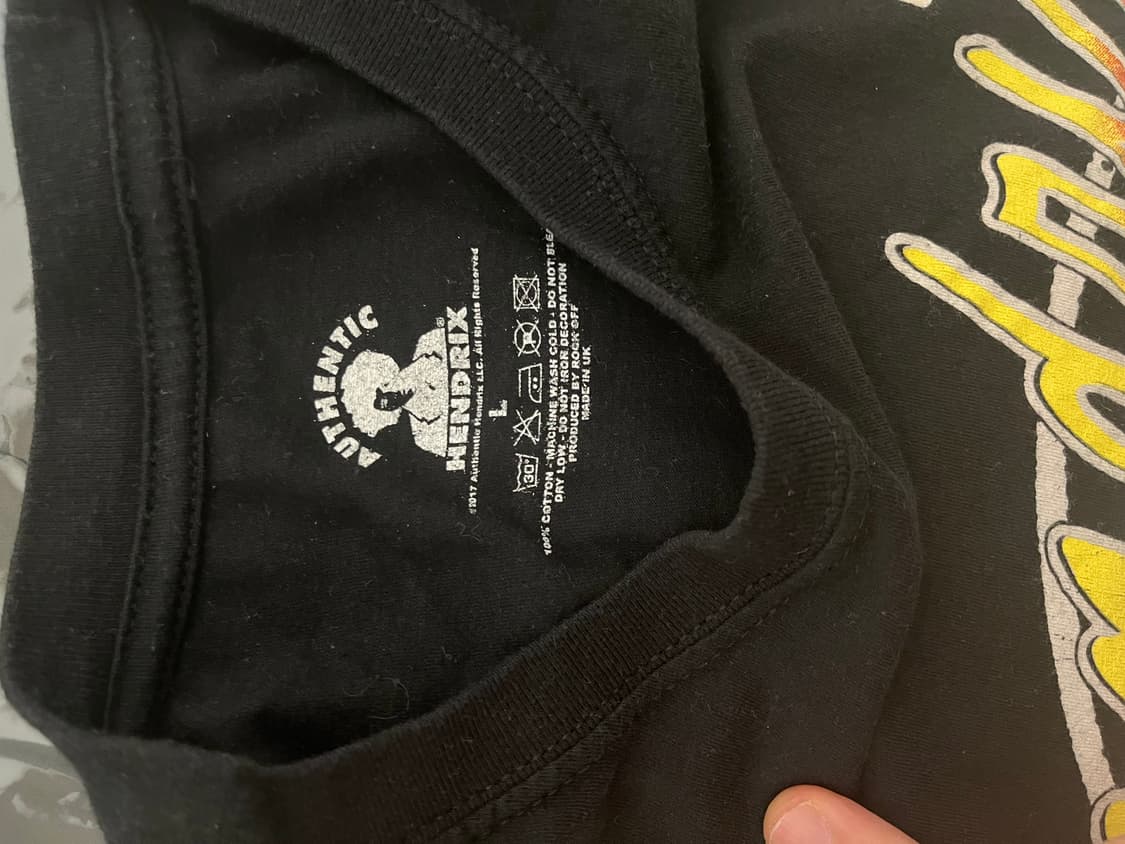 AUTHENTIC
HENDRIX®
©2017 Authentic Hendrix LLC. All Rights Reserved
L
30°
100% COTTON - MACHINE WASH COLD - DO NOT BLEA
DRY LOW - DO NOT IRON DECORATION
PRODUCED BY ROCK OFF
MADE IN UK